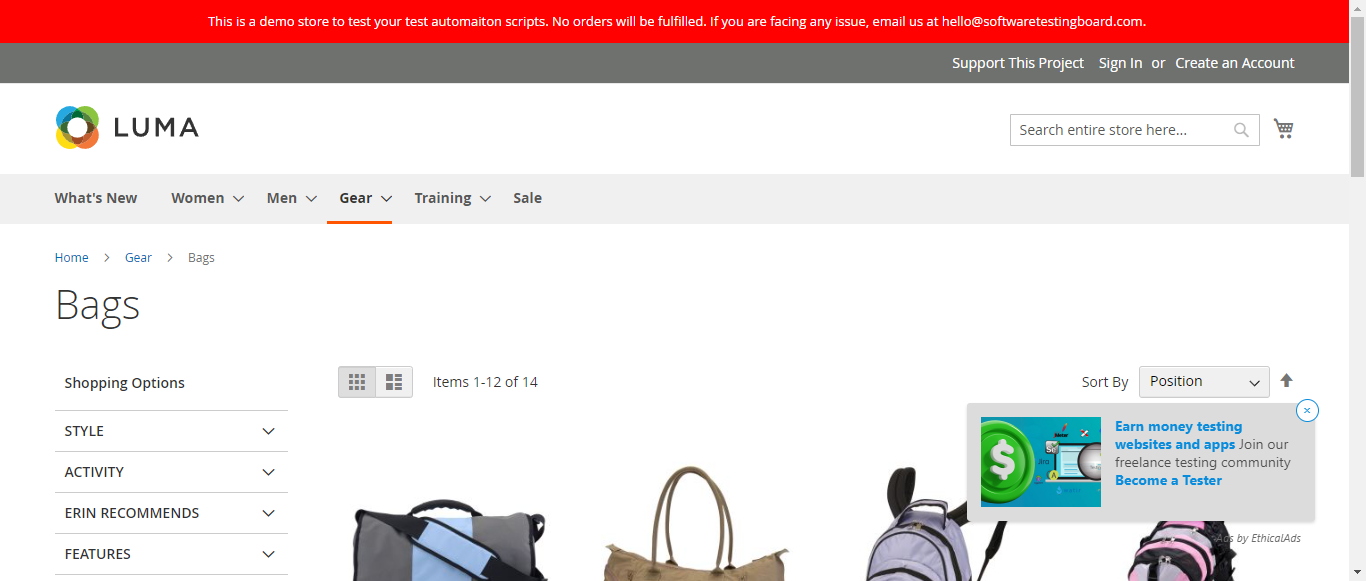 This is a demo store to test your test automaiton scripts. No orders will be fulfilled. If you are facing any issue, email us at hello@softwaretestingboard.com.
Support This Project Sign In or Create an Account
LUMA
Search entire store here...
What's New Women Men Gear Training Sale
Home Gear Bags
Bags
Shopping Options
Items 1-12 of 14
Sort By Position
STYLE
ACTIVITY
ERIN RECOMMENDS
FEATURES
Earn money testing
websites and apps Join our
freelance testing community
Become a Tester
Ads by EthicalAds